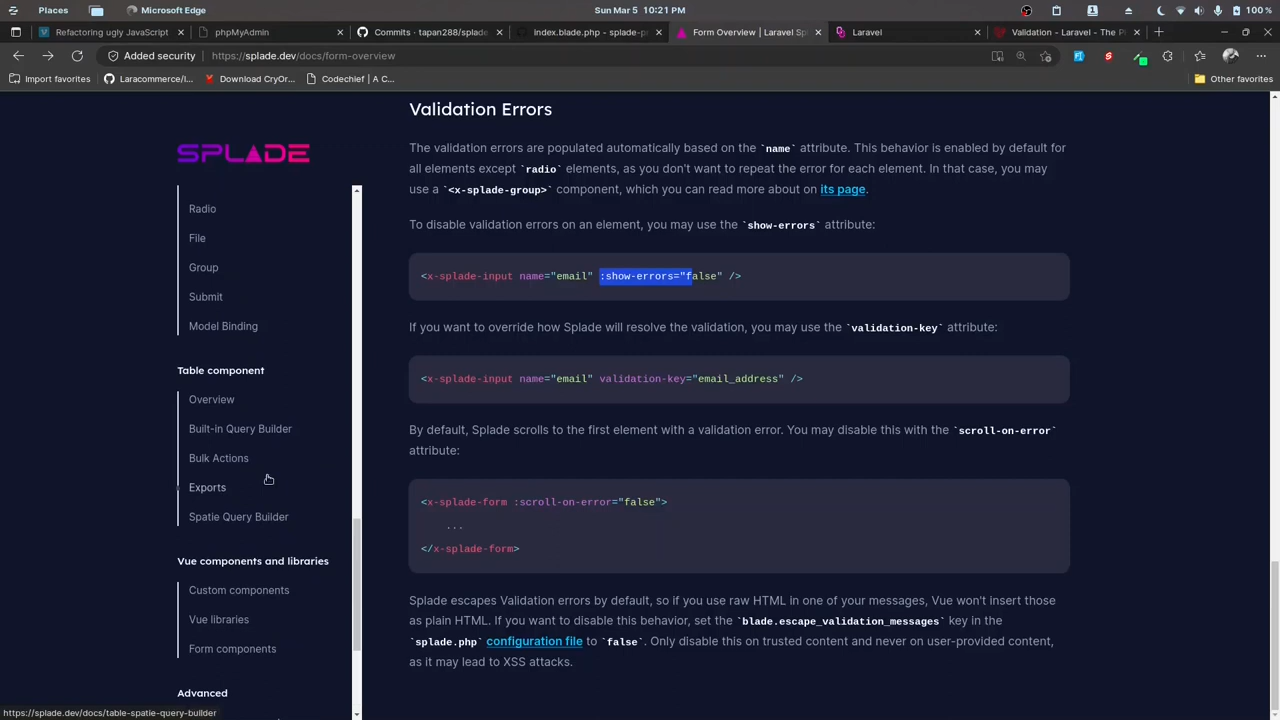 Places
Microsoft Edge
Sun Mar 5 10:21 PM
100 %
Refactoring ugly JavaScript
phpMyAdmin
Commits · tapan288/splade
index.blade.php - splade-pr
Form Overview | Laravel Spl
Laravel
Validation - Laravel - The P
Added security
https://splade.dev/docs/form-overview
Import favorites
Laracommerce/l...
Download CryOr...
Codechief | A C...
Other favorites
SPLADE
Radio
File
Group
Submit
Model Binding
Table component
Overview
Built-in Query Builder
Bulk Actions
Exports
Spatie Query Builder
Vue components and libraries
Custom components
Vue libraries
Form components
Advanced
Validation Errors
The validation errors are populated automatically based on the `name` attribute. This behavior is enabled by default for
all elements except `radio` elements, as you don't want to repeat the error for each element. In that case, you may
use a `<x-splade-group>` component, which you can read more about on its page.
To disable validation errors on an element, you may use the `show-errors` attribute:
<x-splade-input name="email" :show-errors="false" />
If you want to override how Splade will resolve the validation, you may use the `validation-key` attribute:
<x-splade-input name="email" validation-key="email_address" />
By default, Splade scrolls to the first element with a validation error. You may disable this with the `scroll-on-error`
attribute:
<x-splade-form :scroll-on-error="false">
...
</x-splade-form>
Splade escapes Validation errors by default, so if you use raw HTML in one of your messages, Vue won't insert those
as plain HTML. If you want to disable this behavior, set the `blade.escape_validation_messages` key in the
`splade.php` configuration file to `false`. Only disable this on trusted content and never on user-provided content,
as it may lead to XSS attacks.
https://splade.dev/docs/table-spatie-query-builder